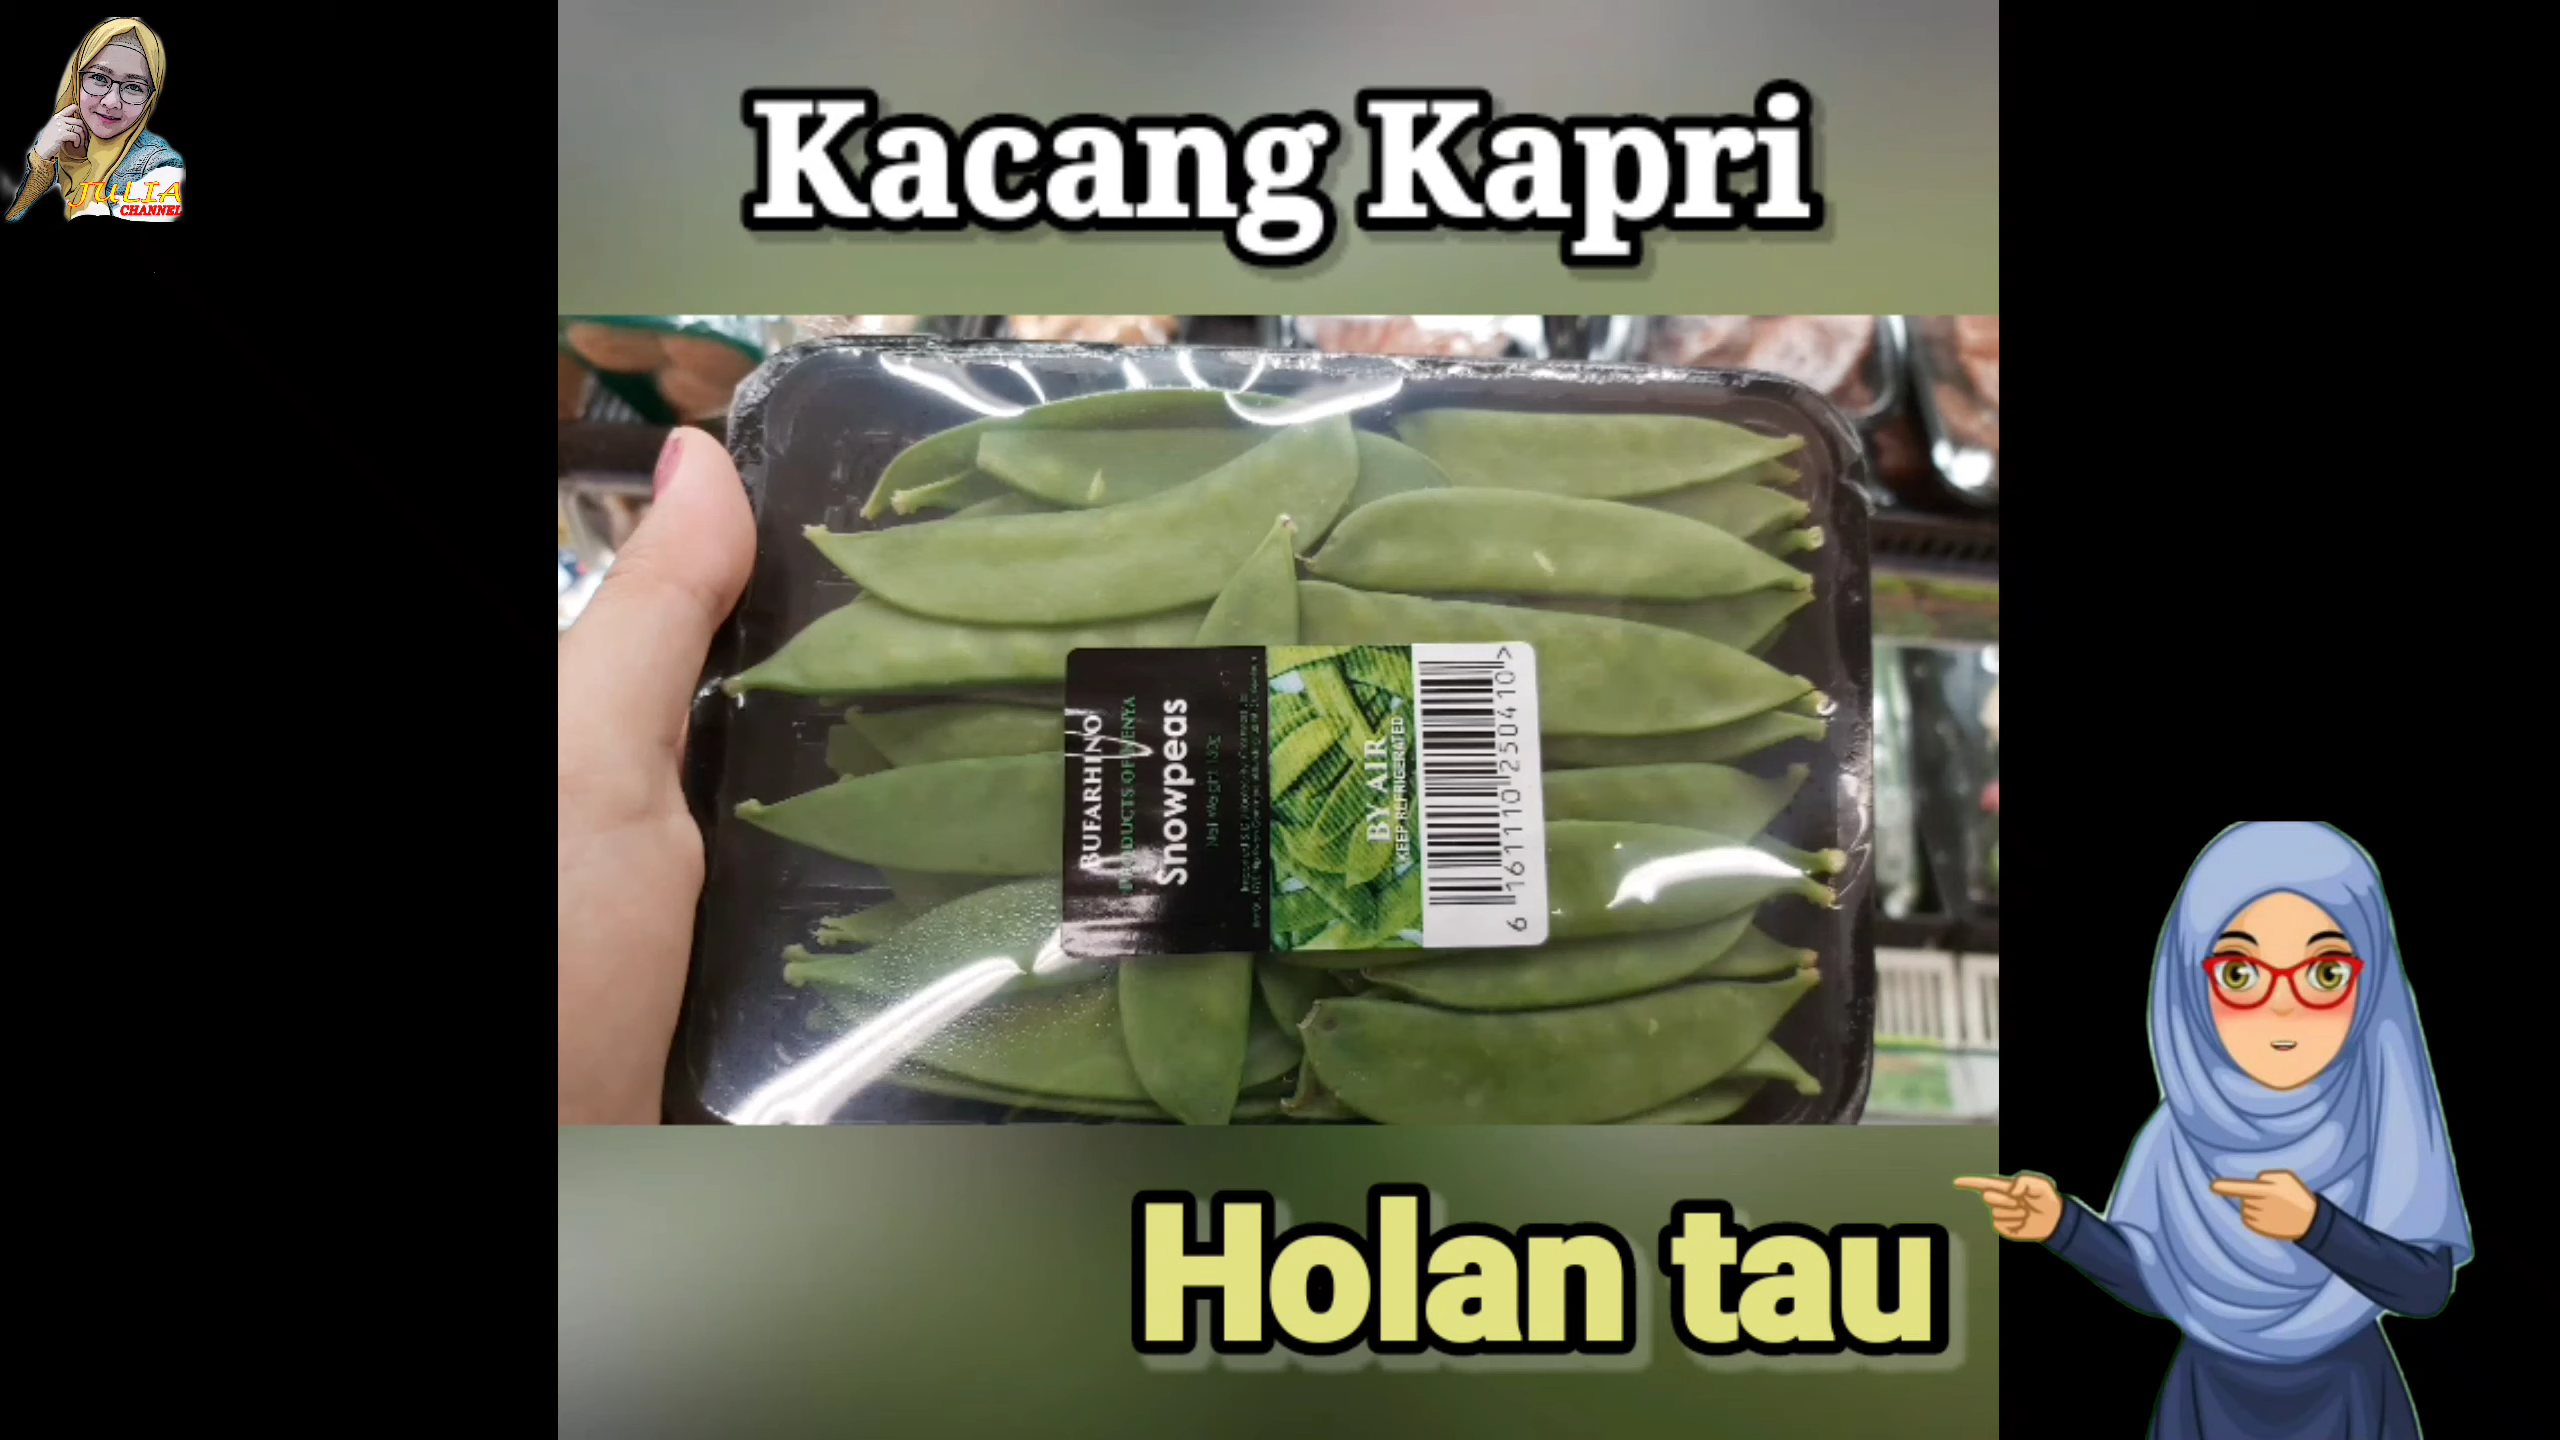 JULIA
CHANNEL
Kacang Kapri
BUFARHINO
PRODUCTS OF KENYA
Snowpeas
BY AIR
KEEP REFRIGERATED
6 161110 250410 >
Holan tau